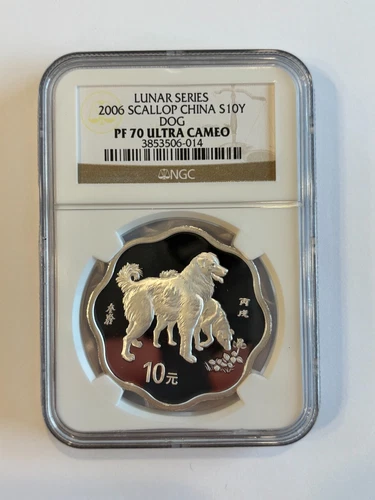 LUNAR SERIES
2006 SCALLOP CHINA S10Y
DOG
PF 70 ULTRA CAMEO
3853506-014
NGC
丙戌
10元